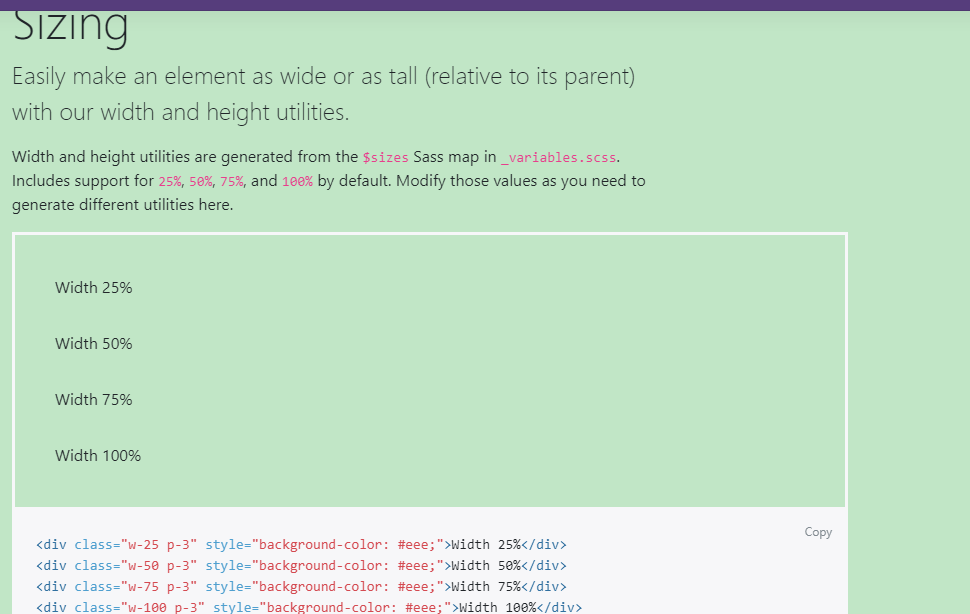 Sizing
Easily make an element as wide or as tall (relative to its parent)
with our width and height utilities.
Width and height utilities are generated from the $sizes Sass map in _variables.scss.
Includes support for 25%, 50%, 75%, and 100% by default. Modify those values as you need to
generate different utilities here.
Width 25%
Width 50%
Width 75%
Width 100%
Copy
<div class="w-25 p-3" style="background-color: #eee;">Width 25%</div>
<div class="w-50 p-3" style="background-color: #eee;">Width 50%</div>
<div class="w-75 p-3" style="background-color: #eee;">Width 75%</div>
<div class="w-100 p-3" style="background-color: #eee;">Width 100%</div>